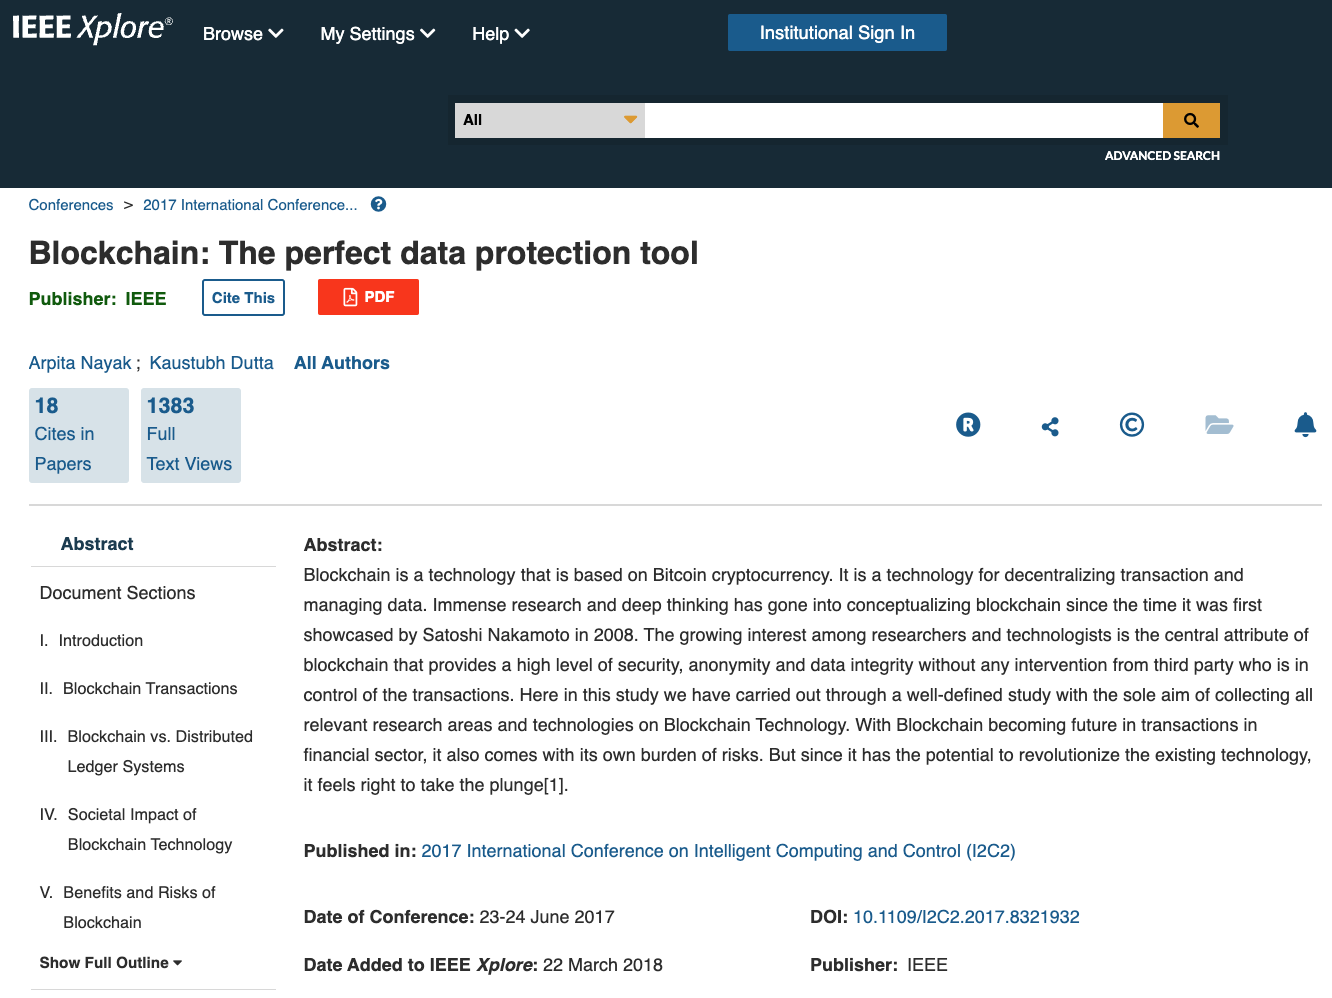 IEEE Xplore®
Browse My Settings Help Institutional Sign In
All
ADVANCED SEARCH
Conferences > 2017 International Conference... ?
Blockchain: The perfect data protection tool
Publisher: IEEE Cite This PDF
Arpita Nayak ; Kaustubh Dutta All Authors
18
Cites in
Papers
1383
Full
Text Views
R ©
Abstract
Document Sections
I. Introduction
II. Blockchain Transactions
III. Blockchain vs. Distributed
Ledger Systems
IV. Societal Impact of
Blockchain Technology
V. Benefits and Risks of
Blockchain
Show Full Outline
Abstract:
Blockchain is a technology that is based on Bitcoin cryptocurrency. It is a technology for decentralizing transaction and
managing data. Immense research and deep thinking has gone into conceptualizing blockchain since the time it was first
showcased by Satoshi Nakamoto in 2008. The growing interest among researchers and technologists is the central attribute of
blockchain that provides a high level of security, anonymity and data integrity without any intervention from third party who is in
control of the transactions. Here in this study we have carried out through a well-defined study with the sole aim of collecting all
relevant research areas and technologies on Blockchain Technology. With Blockchain becoming future in transactions in
financial sector, it also comes with its own burden of risks. But since it has the potential to revolutionize the existing technology,
it feels right to take the plunge[1].
Published in: 2017 International Conference on Intelligent Computing and Control (I2C2)
Date of Conference: 23-24 June 2017 DOI: 10.1109/I2C2.2017.8321932
Date Added to IEEE Xplore: 22 March 2018 Publisher: IEEE